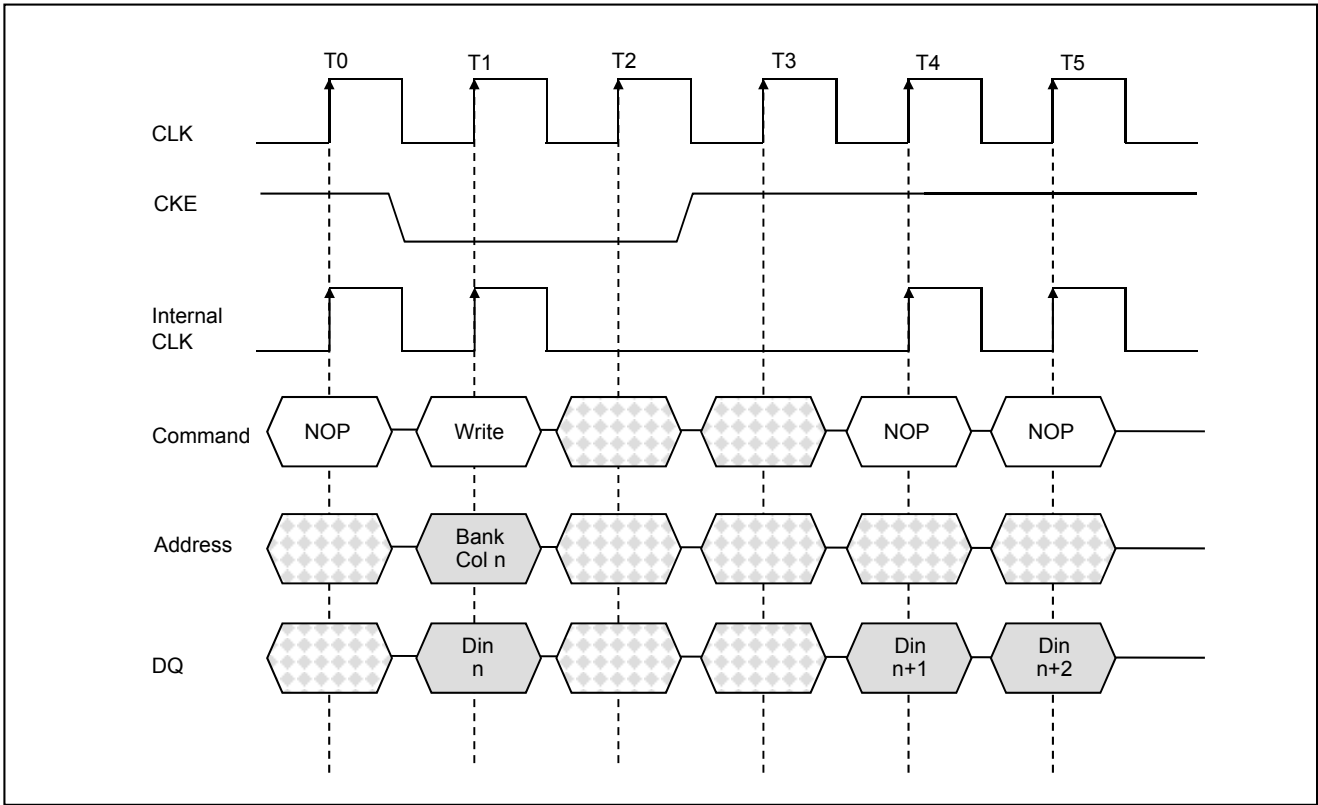 T0 T1 T2 T3 T4 T5
CLK
CKE
Internal
CLK
Command NOP Write NOP NOP
Address Bank
Col n
DQ Din
n
Din
n+1
Din
n+2